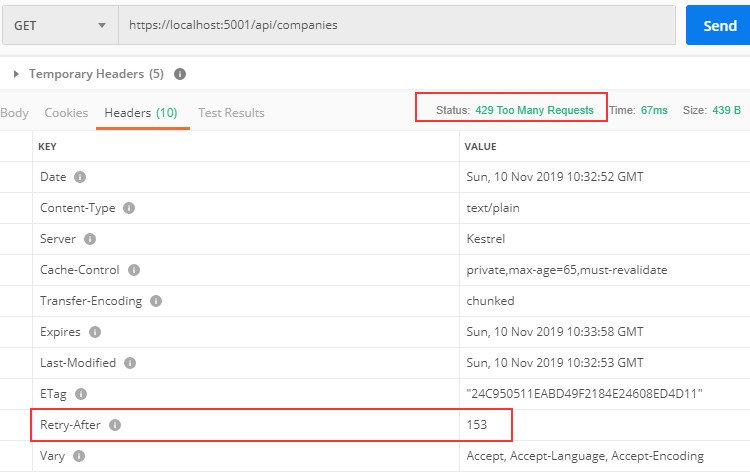 GET https://localhost:5001/api/companies Send
Temporary Headers (5)
Body Cookies Headers (10) Test Results Status: 429 Too Many Requests Time: 67ms Size: 439 B
KEY VALUE
Date Sun, 10 Nov 2019 10:32:52 GMT
Content-Type text/plain
Server Kestrel
Cache-Control private,max-age=65,must-revalidate
Transfer-Encoding chunked
Expires Sun, 10 Nov 2019 10:33:58 GMT
Last-Modified Sun, 10 Nov 2019 10:32:53 GMT
ETag "24C950511EABD49F2184E24608ED4D11"
Retry-After 153
Vary Accept, Accept-Language, Accept-Encoding